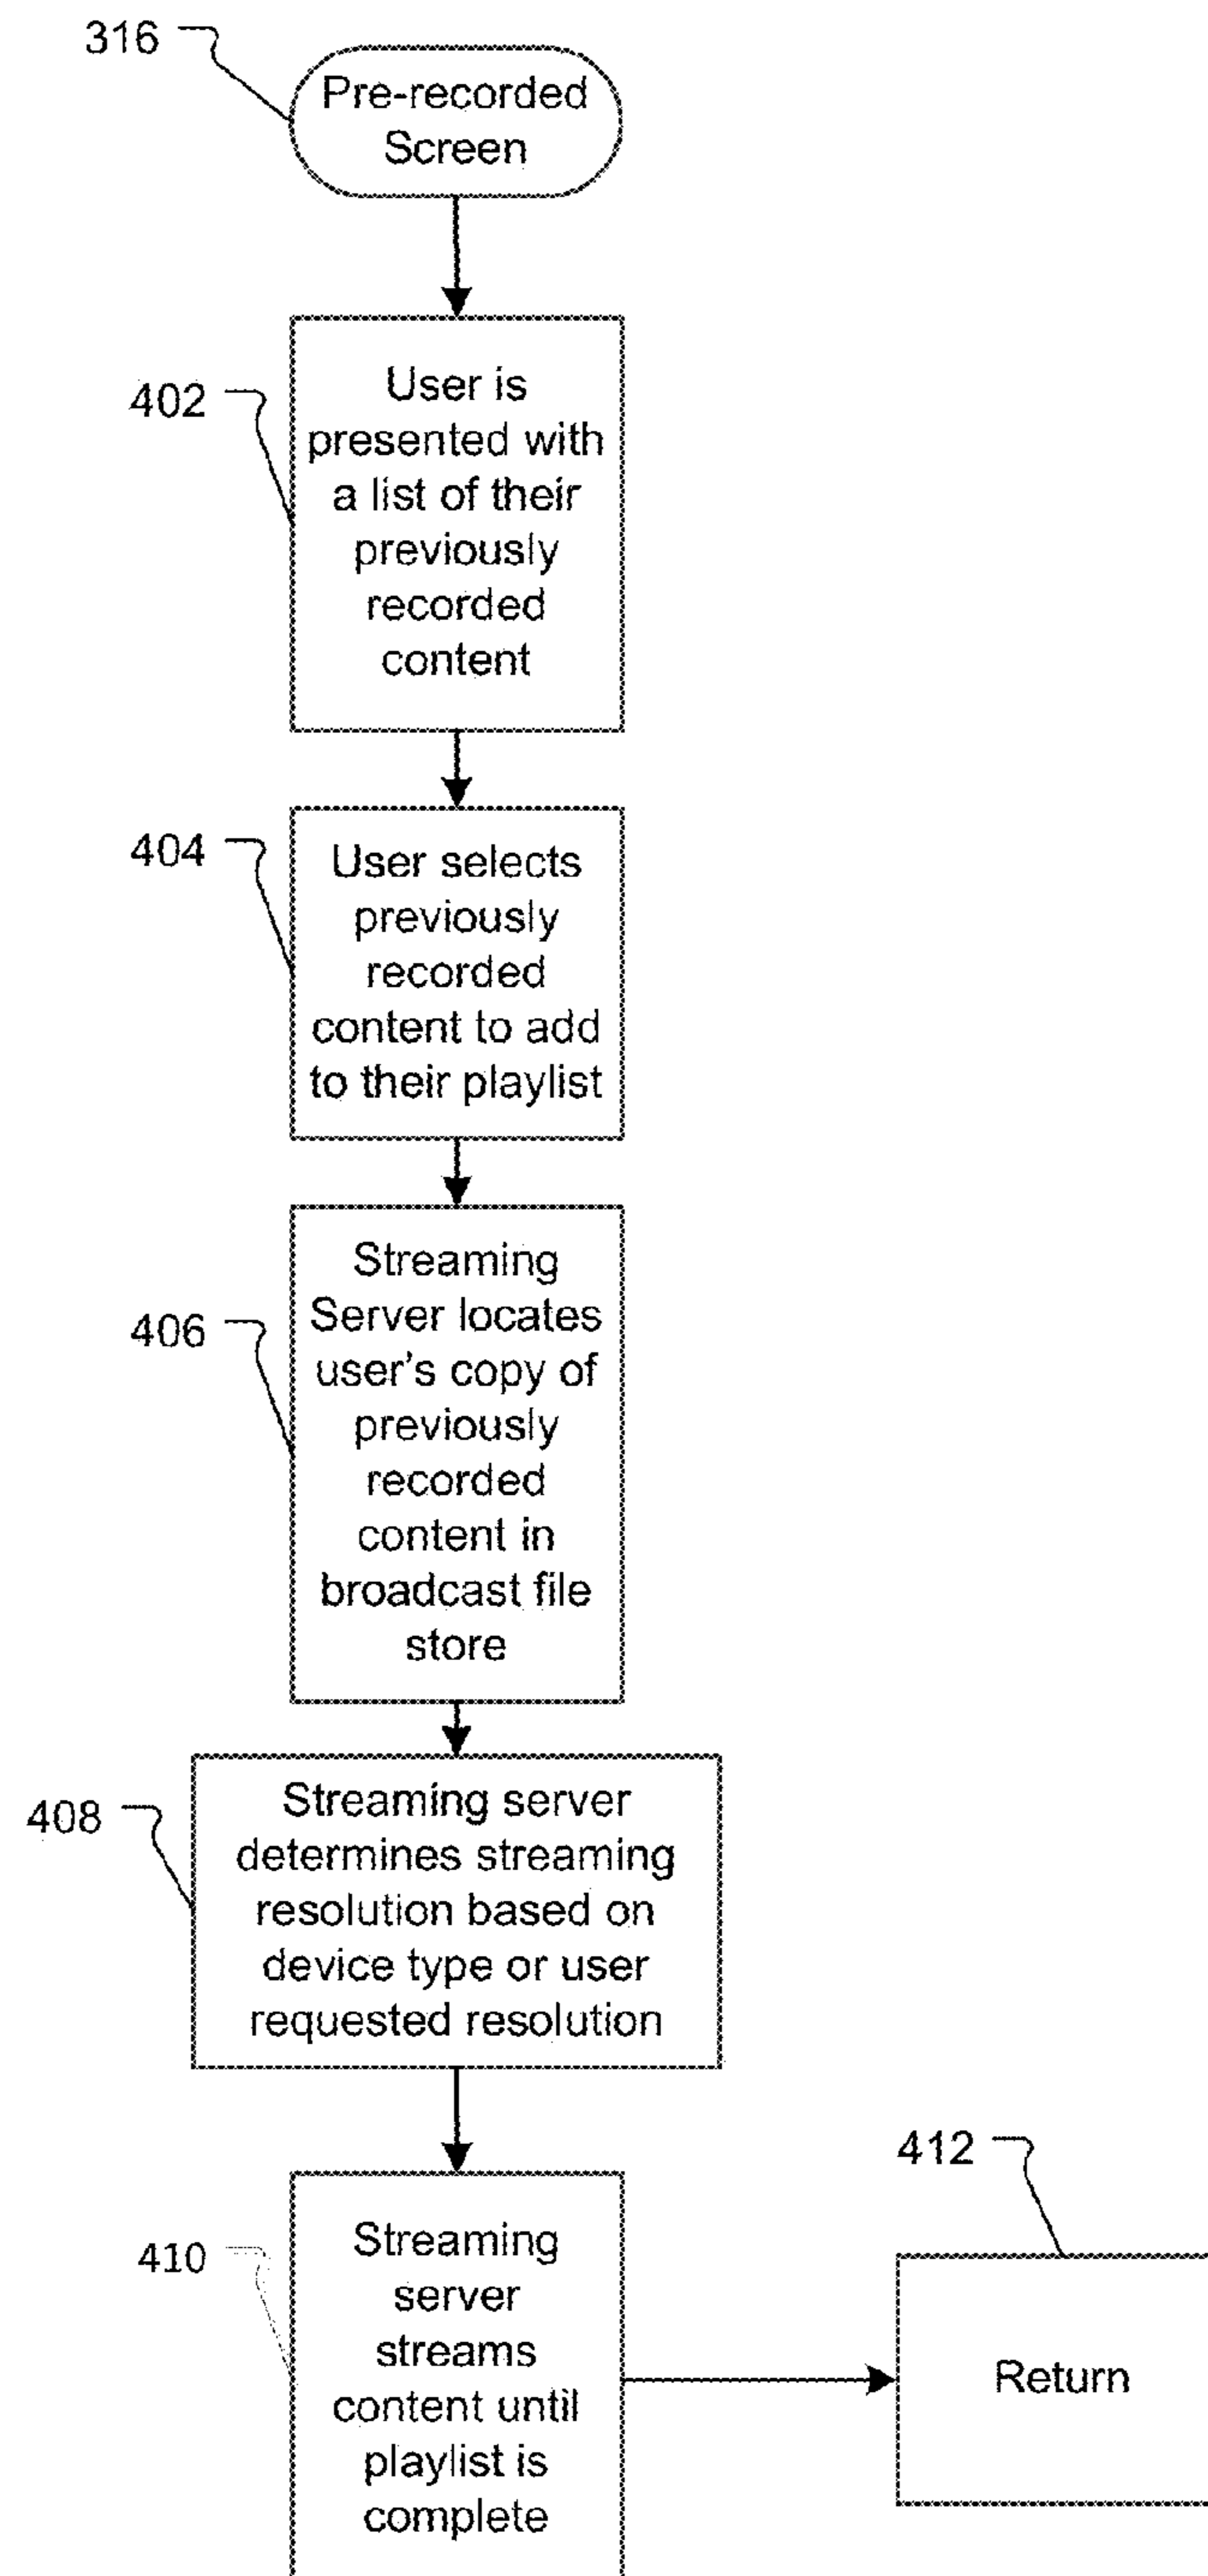 316
Pre-recorded
Screen
402
User is
presented with
a list of their
previously
recorded
content
404
User selects
previously
recorded
content to add
to their playlist
406
Streaming
Server locates
user's copy of
previously
recorded
content in
broadcast file
store
408
Streaming server
determines streaming
resolution based on
device type or user
requested resolution
410
Streaming
server
streams
content until
playlist is
complete
412
Return